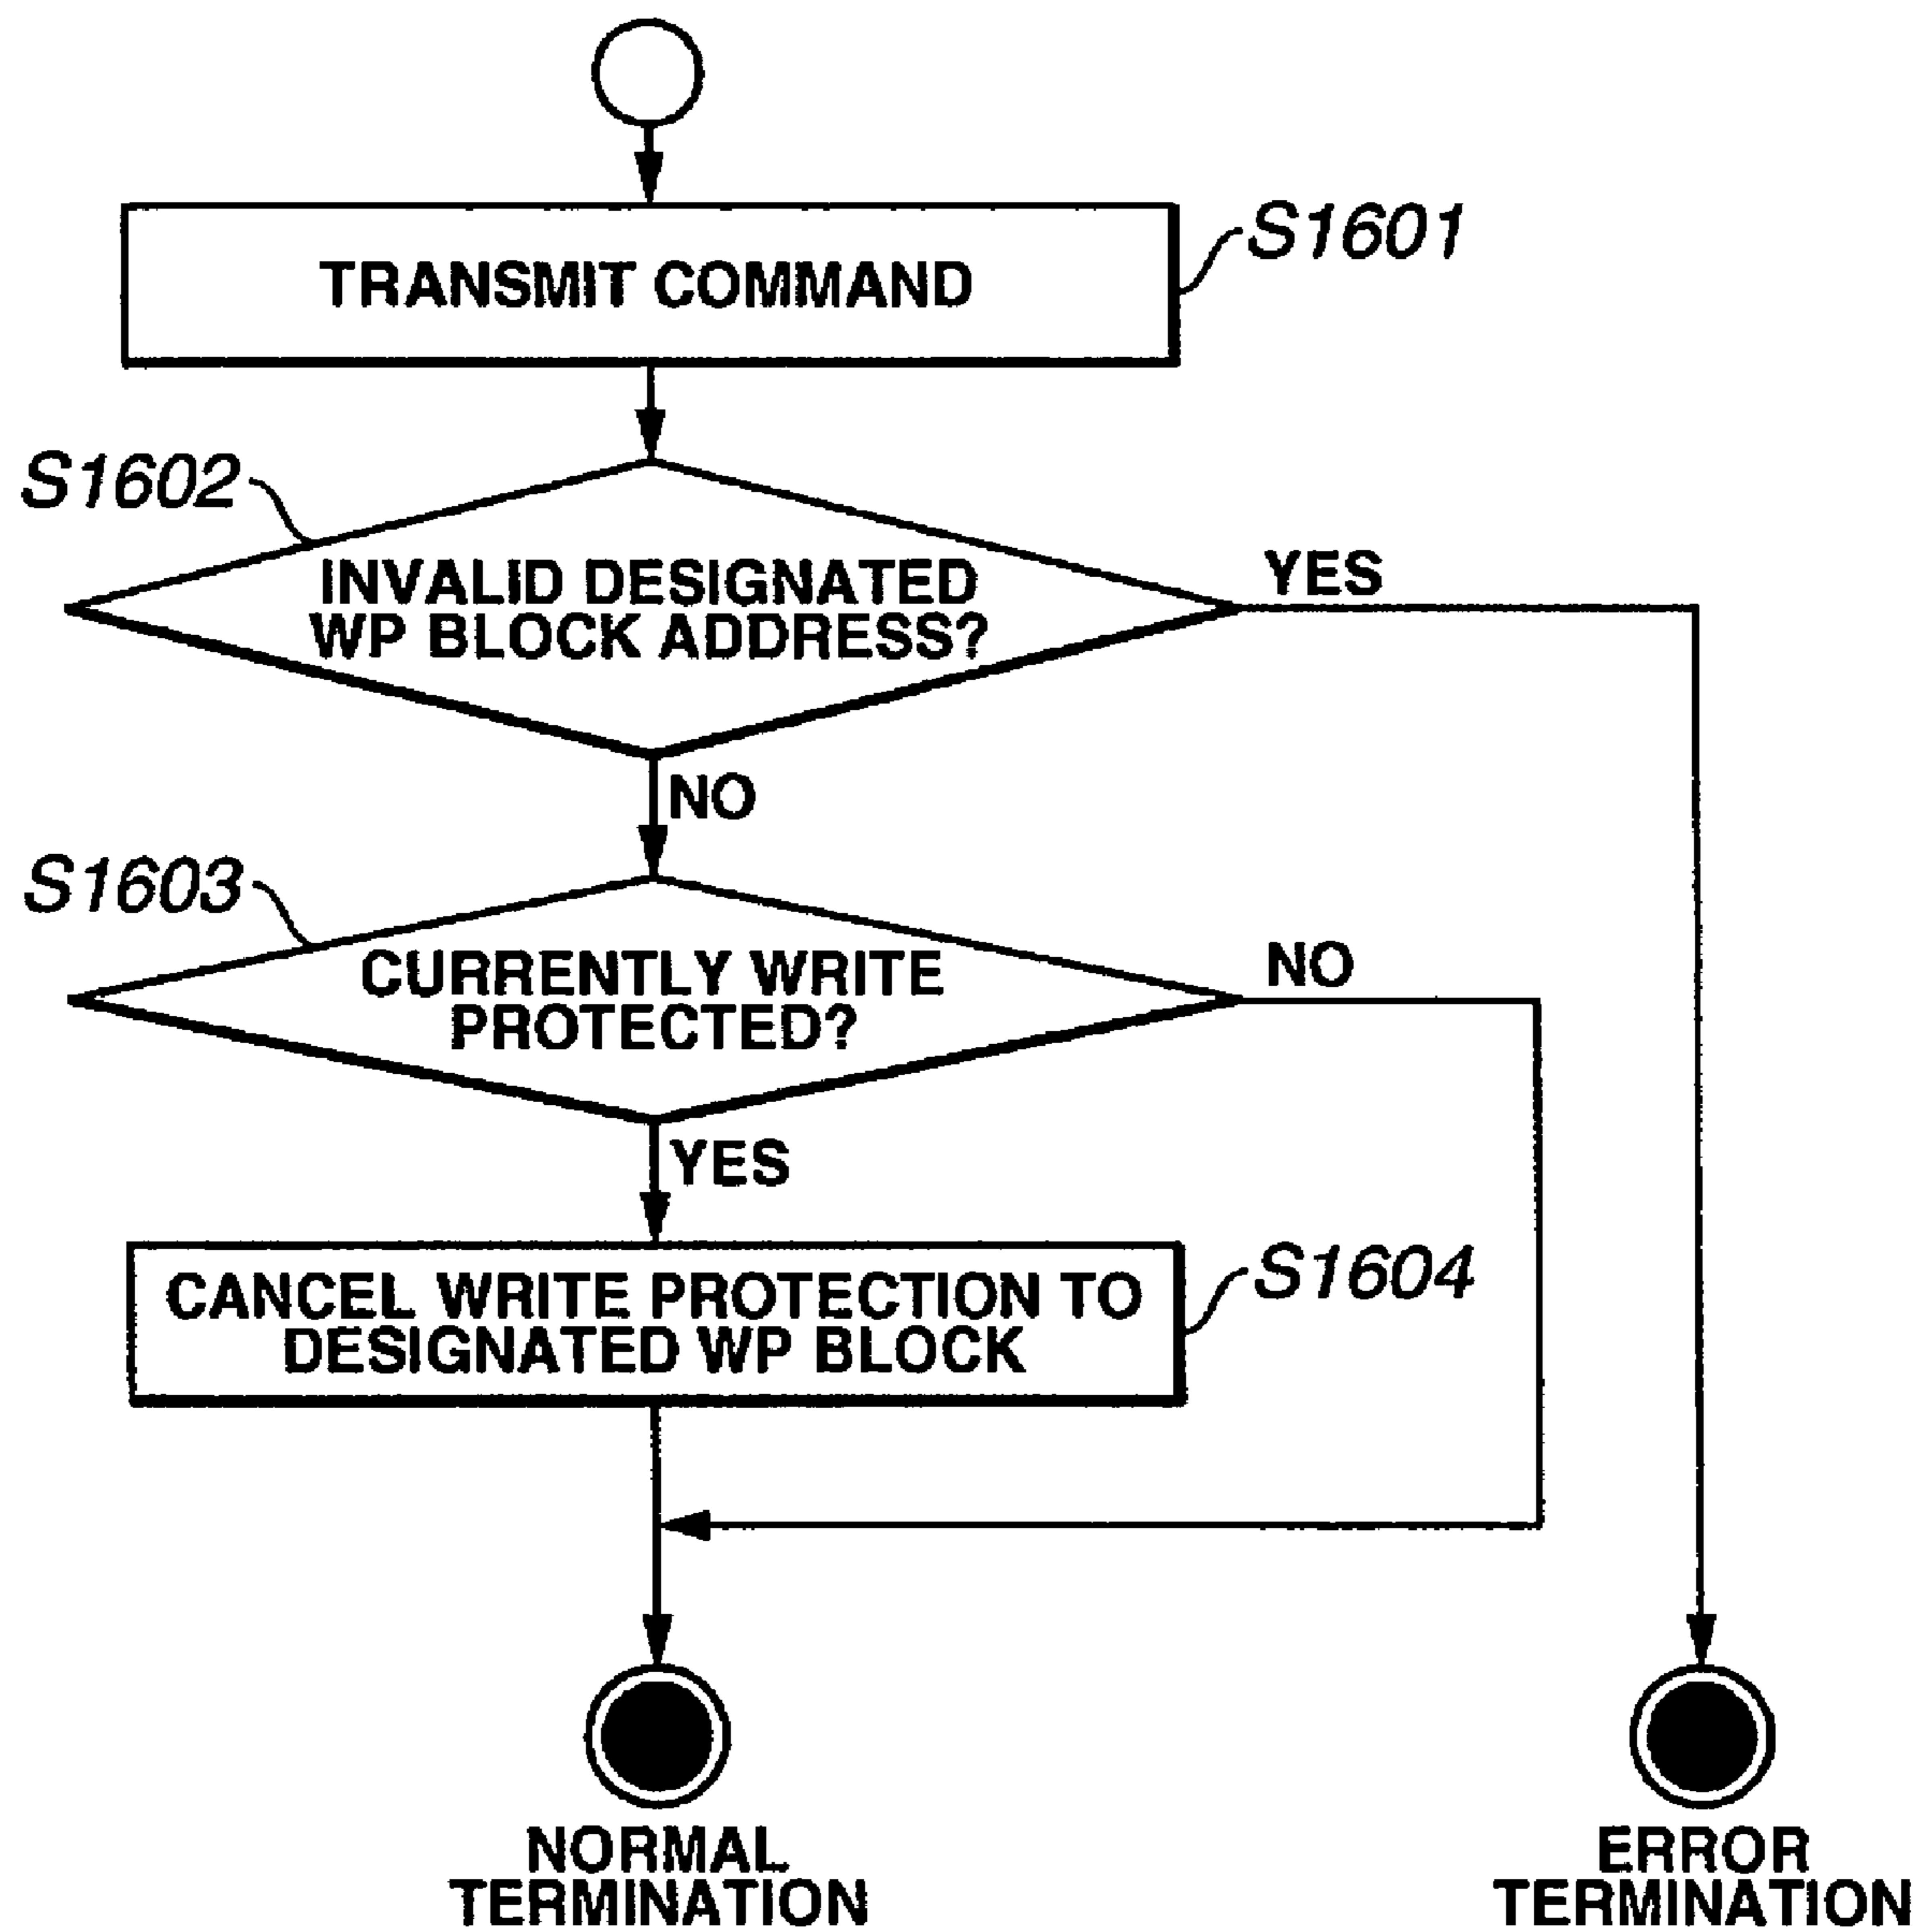 TRANSMIT COMMAND
S1601
S1602
INVALID DESIGNATED
WP BLOCK ADDRESS?
YES
NO
S1603
CURRENTLY WRITE
PROTECTED?
NO
YES
CANCEL WRITE PROTECTION TO
DESIGNATED WP BLOCK
S1604
NORMAL
TERMINATION
ERROR
TERMINATION